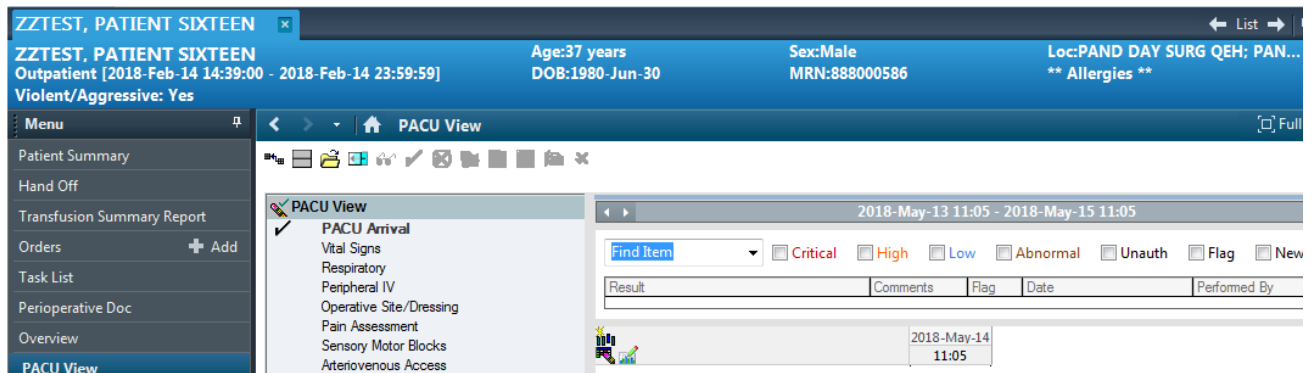 ZZTEST, PATIENT SIXTEEN
List
ZZTEST, PATIENT SIXTEEN Age:37 years Sex:Male Loc:PAND DAY SURG QEH; PAN...
Outpatient [2018-Feb-14 14:39:00 - 2018-Feb-14 23:59:59] DOB:1980-Jun-30 MRN:888000586 ** Allergies **
Violent/Aggressive: Yes
Menu
PACU View
Full
Patient Summary
Hand Off
Transfusion Summary Report
Orders Add
Task List
Perioperative Doc
Overview
PACU View
PACU View
PACU Arrival
Vital Signs
Respiratory
Peripheral IV
Operative Site/Dressing
Pain Assessment
Sensory Motor Blocks
Arteriovenous Access
2018-May-13 11:05 - 2018-May-15 11:05
Find Item Critical High Low Abnormal Unauth Flag New
Result Comments Flag Date Performed By
2018-May-14
11:05